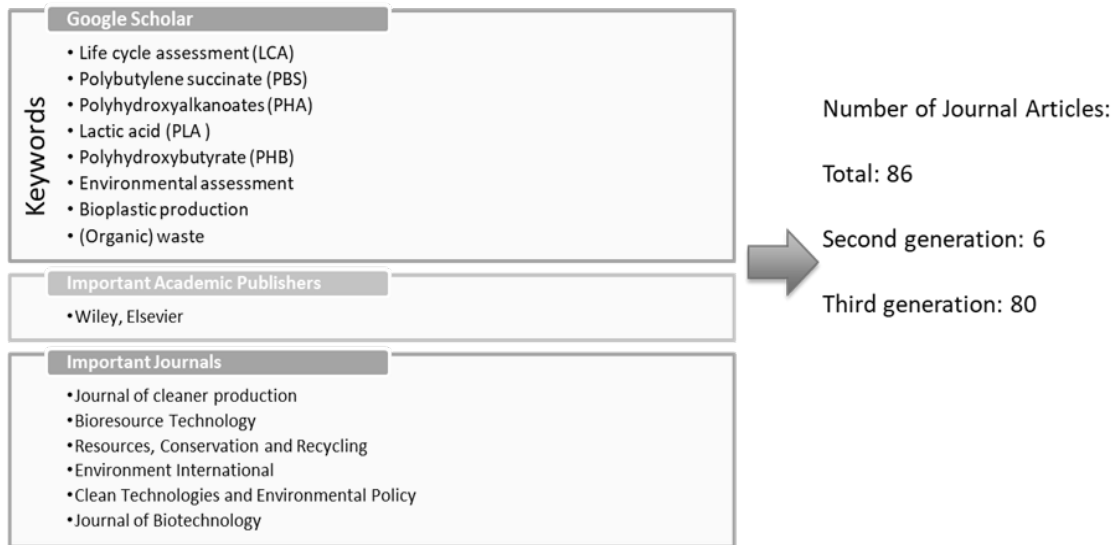 Google Scholar
Keywords
• Life cycle assessment (LCA)
• Polybutylene succinate (PBS)
• Polyhydroxyalkanoates (PHA)
• Lactic acid (PLA )
• Polyhydroxybutyrate (PHB)
• Environmental assessment
• Bioplastic production
• (Organic) waste
Important Academic Publishers
•Wiley, Elsevier
Important Journals
•Journal of cleaner production
•Bioresource Technology
•Resources, Conservation and Recycling
•Environment International
•Clean Technologies and Environmental Policy
•Journal of Biotechnology
Number of Journal Articles:
Total: 86
Second generation: 6
Third generation: 80